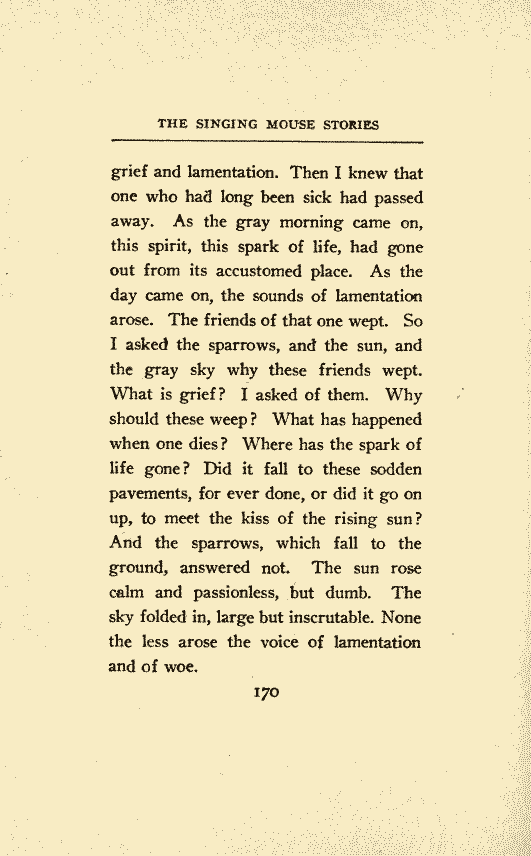 THE SINGING MOUSE STORIES
grief and lamentation. Then I knew that
one who had long been sick had passed
away. As the gray morning came on,
this spirit, this spark of life, had gone
out from its accustomed place. As the
day came on, the sounds of lamentation
arose. The friends of that one wept. So
I asked the sparrows, and the sun, and
the gray sky why these friends wept.
What is grief? I asked of them. Why
should these weep? What has happened
when one dies? Where has the spark of
life gone? Did it fall to these sodden
pavements, for ever done, or did it go on
up, to meet the kiss of the rising sun?
And the sparrows, which fall to the
ground, answered not. The sun rose
calm and passionless, but dumb. The
sky folded in, large but inscrutable. None
the less arose the voice of lamentation
and of woe.
170